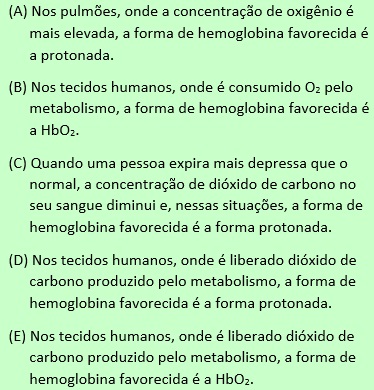 (A) Nos pulmões, onde a concentração de oxigênio é
mais elevada, a forma de hemoglobina favorecida é
a protonada.
(B) Nos tecidos humanos, onde é consumido O₂ pelo
metabolismo, a forma de hemoglobina favorecida é
a HbO₂.
(C) Quando uma pessoa expira mais depressa que o
normal, a concentração de dióxido de carbono no
seu sangue diminui e, nessas situações, a forma de
hemoglobina favorecida é a forma protonada.
(D) Nos tecidos humanos, onde é liberado dióxido de
carbono produzido pelo metabolismo, a forma de
hemoglobina favorecida é a forma protonada.
(E) Nos tecidos humanos, onde é liberado dióxido de
carbono produzido pelo metabolismo, a forma de
hemoglobina favorecida é a HbO₂.